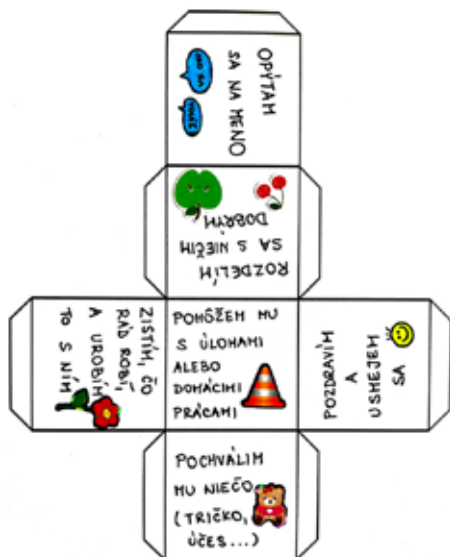 OPÝTAM
SA NA MENO
ROZDELÍM
SA S NIEČÍM
DOBRÝM
ZISTÍM, ČO
RÁD ROBÍ,
A UROBÍM
TO S NÍM
POMÔŽEM MU
S ÚLOHAMI
ALEBO
DOMÁCIMI
PRÁCAMI
POZDRAVÍM
A
USMEJEM
SA
POCHVÁLIM
MU NIEČO
(TRIČKO,
ÚČES...)